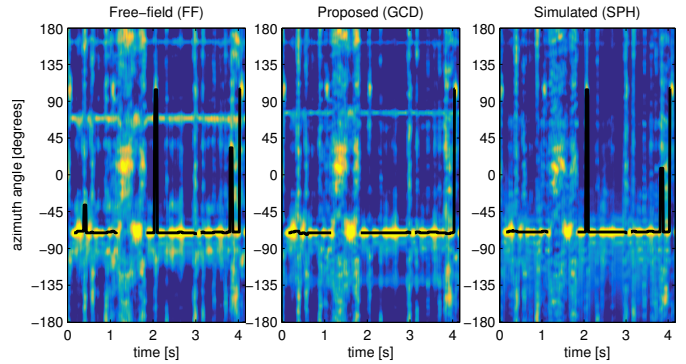 Free−field (FF)
Proposed (GCD)
Simulated (SPH)
azimuth angle [degrees]
180
135
90
45
0
−45
−90
−135
−180
180
135
90
45
0
−45
−90
−135
−180
180
135
90
45
0
−45
−90
−135
−180
0 1 2 3 4
0 1 2 3 4
0 1 2 3 4
time [s]
time [s]
time [s]